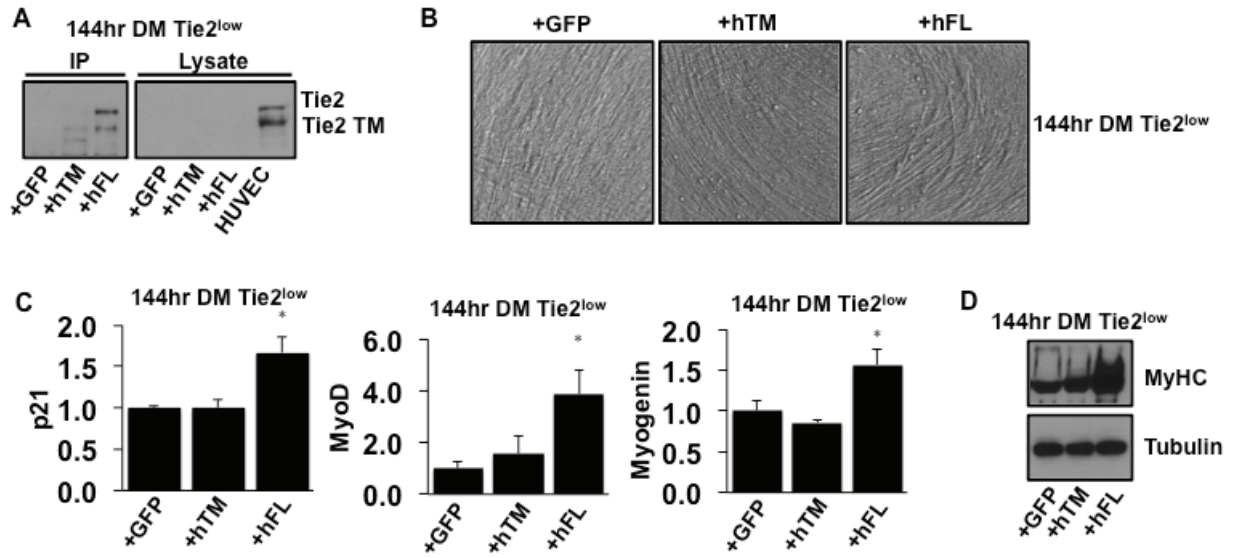 A
144hr DM Tie2low
IP Lysate
Tie2
Tie2 TM
+GFP +hTM +hFL +GFP +hTM +hFL HUVEC
B
+GFP +hTM +hFL
144hr DM Tie2low
C
144hr DM Tie2low
*
p21
2.0
1.5
1.0
0.5
0.0
+GFP +hTM +hFL
144hr DM Tie2low
*
MyoD
6.0
4.0
2.0
0.0
+GFP +hTM +hFL
144hr DM Tie2low
*
Myogenin
2.0
1.5
1.0
0.5
0.0
+GFP +hTM +hFL
D
144hr DM Tie2low
MyHC
Tubulin
+GFP +hTM +hFL